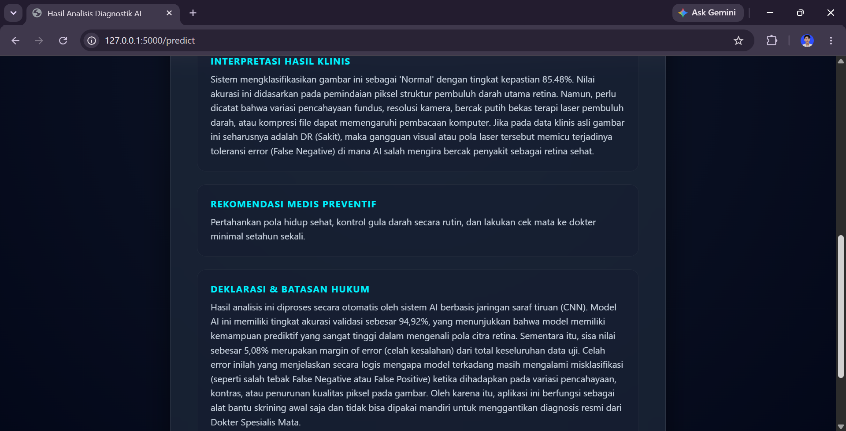 Hasil Analisis Diagnostik AI
Ask Gemini
127.0.0.1:5000/predict
INTERPRETASI HASIL KLINIS
Sistem mengklasifikasikan gambar ini sebagai 'Normal' dengan tingkat kepastian 85.48%. Nilai
akurasi ini didasarkan pada pemindaian piksel struktur pembuluh darah utama retina. Namun, perlu
dicatat bahwa variasi pencahayaan fundus, resolusi kamera, bercak putih bekas terapi laser pembuluh
darah, atau kompresi file dapat memengaruhi pembacaan komputer. Jika pada data klinis asli gambar
ini seharusnya adalah DR (Sakit), maka gangguan visual atau pola laser tersebut memicu terjadinya
toleransi error (False Negative) di mana AI salah mengira bercak penyakit sebagai retina sehat.
REKOMENDASI MEDIS PREVENTIF
Pertahankan pola hidup sehat, kontrol gula darah secara rutin, dan lakukan cek mata ke dokter
minimal setahun sekali.
DEKLARASI & BATASAN HUKUM
Hasil analisis ini diproses secara otomatis oleh sistem AI berbasis jaringan saraf tiruan (CNN). Model
AI ini memiliki tingkat akurasi validasi sebesar 94,92%, yang menunjukkan bahwa model memiliki
kemampuan prediktif yang sangat tinggi dalam mengenali pola citra retina. Sementara itu, sisa nilai
sebesar 5,08% merupakan margin of error (celah kesalahan) dari total keseluruhan data uji. Celah
error inilah yang menjelaskan secara logis mengapa model terkadang masih mengalami misklasifikasi
(seperti salah tebak False Negative atau False Positive) ketika dihadapkan pada variasi pencahayaan,
kontras, atau penurunan kualitas piksel pada gambar. Oleh karena itu, aplikasi ini berfungsi sebagai
alat bantu skrining awal saja dan tidak bisa dipakai mandiri untuk menggantikan diagnosis resmi dari
Dokter Spesialis Mata.